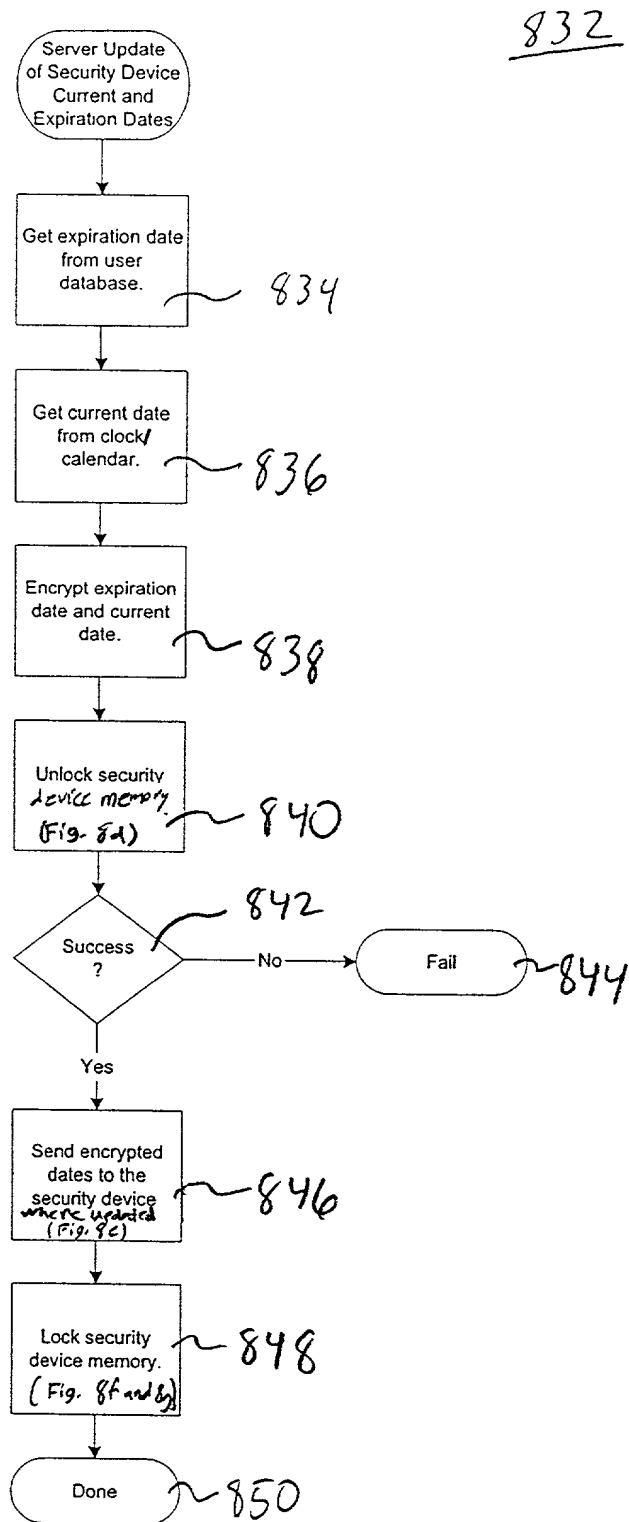 832
Server Update
of Security Device
Current and
Expiration Dates
Get expiration date
from user
database.
834
Get current date
from clock/
calendar.
836
Encrypt expiration
date and current
date.
838
Unlock security
device memory.
(Fig. 8d)
840
842
Success
?
No
Fail
844
Yes
Send encrypted
dates to the
security device
where updated
(Fig. 8e)
846
Lock security
device memory.
(Fig. 8f and 8g)
848
Done
850